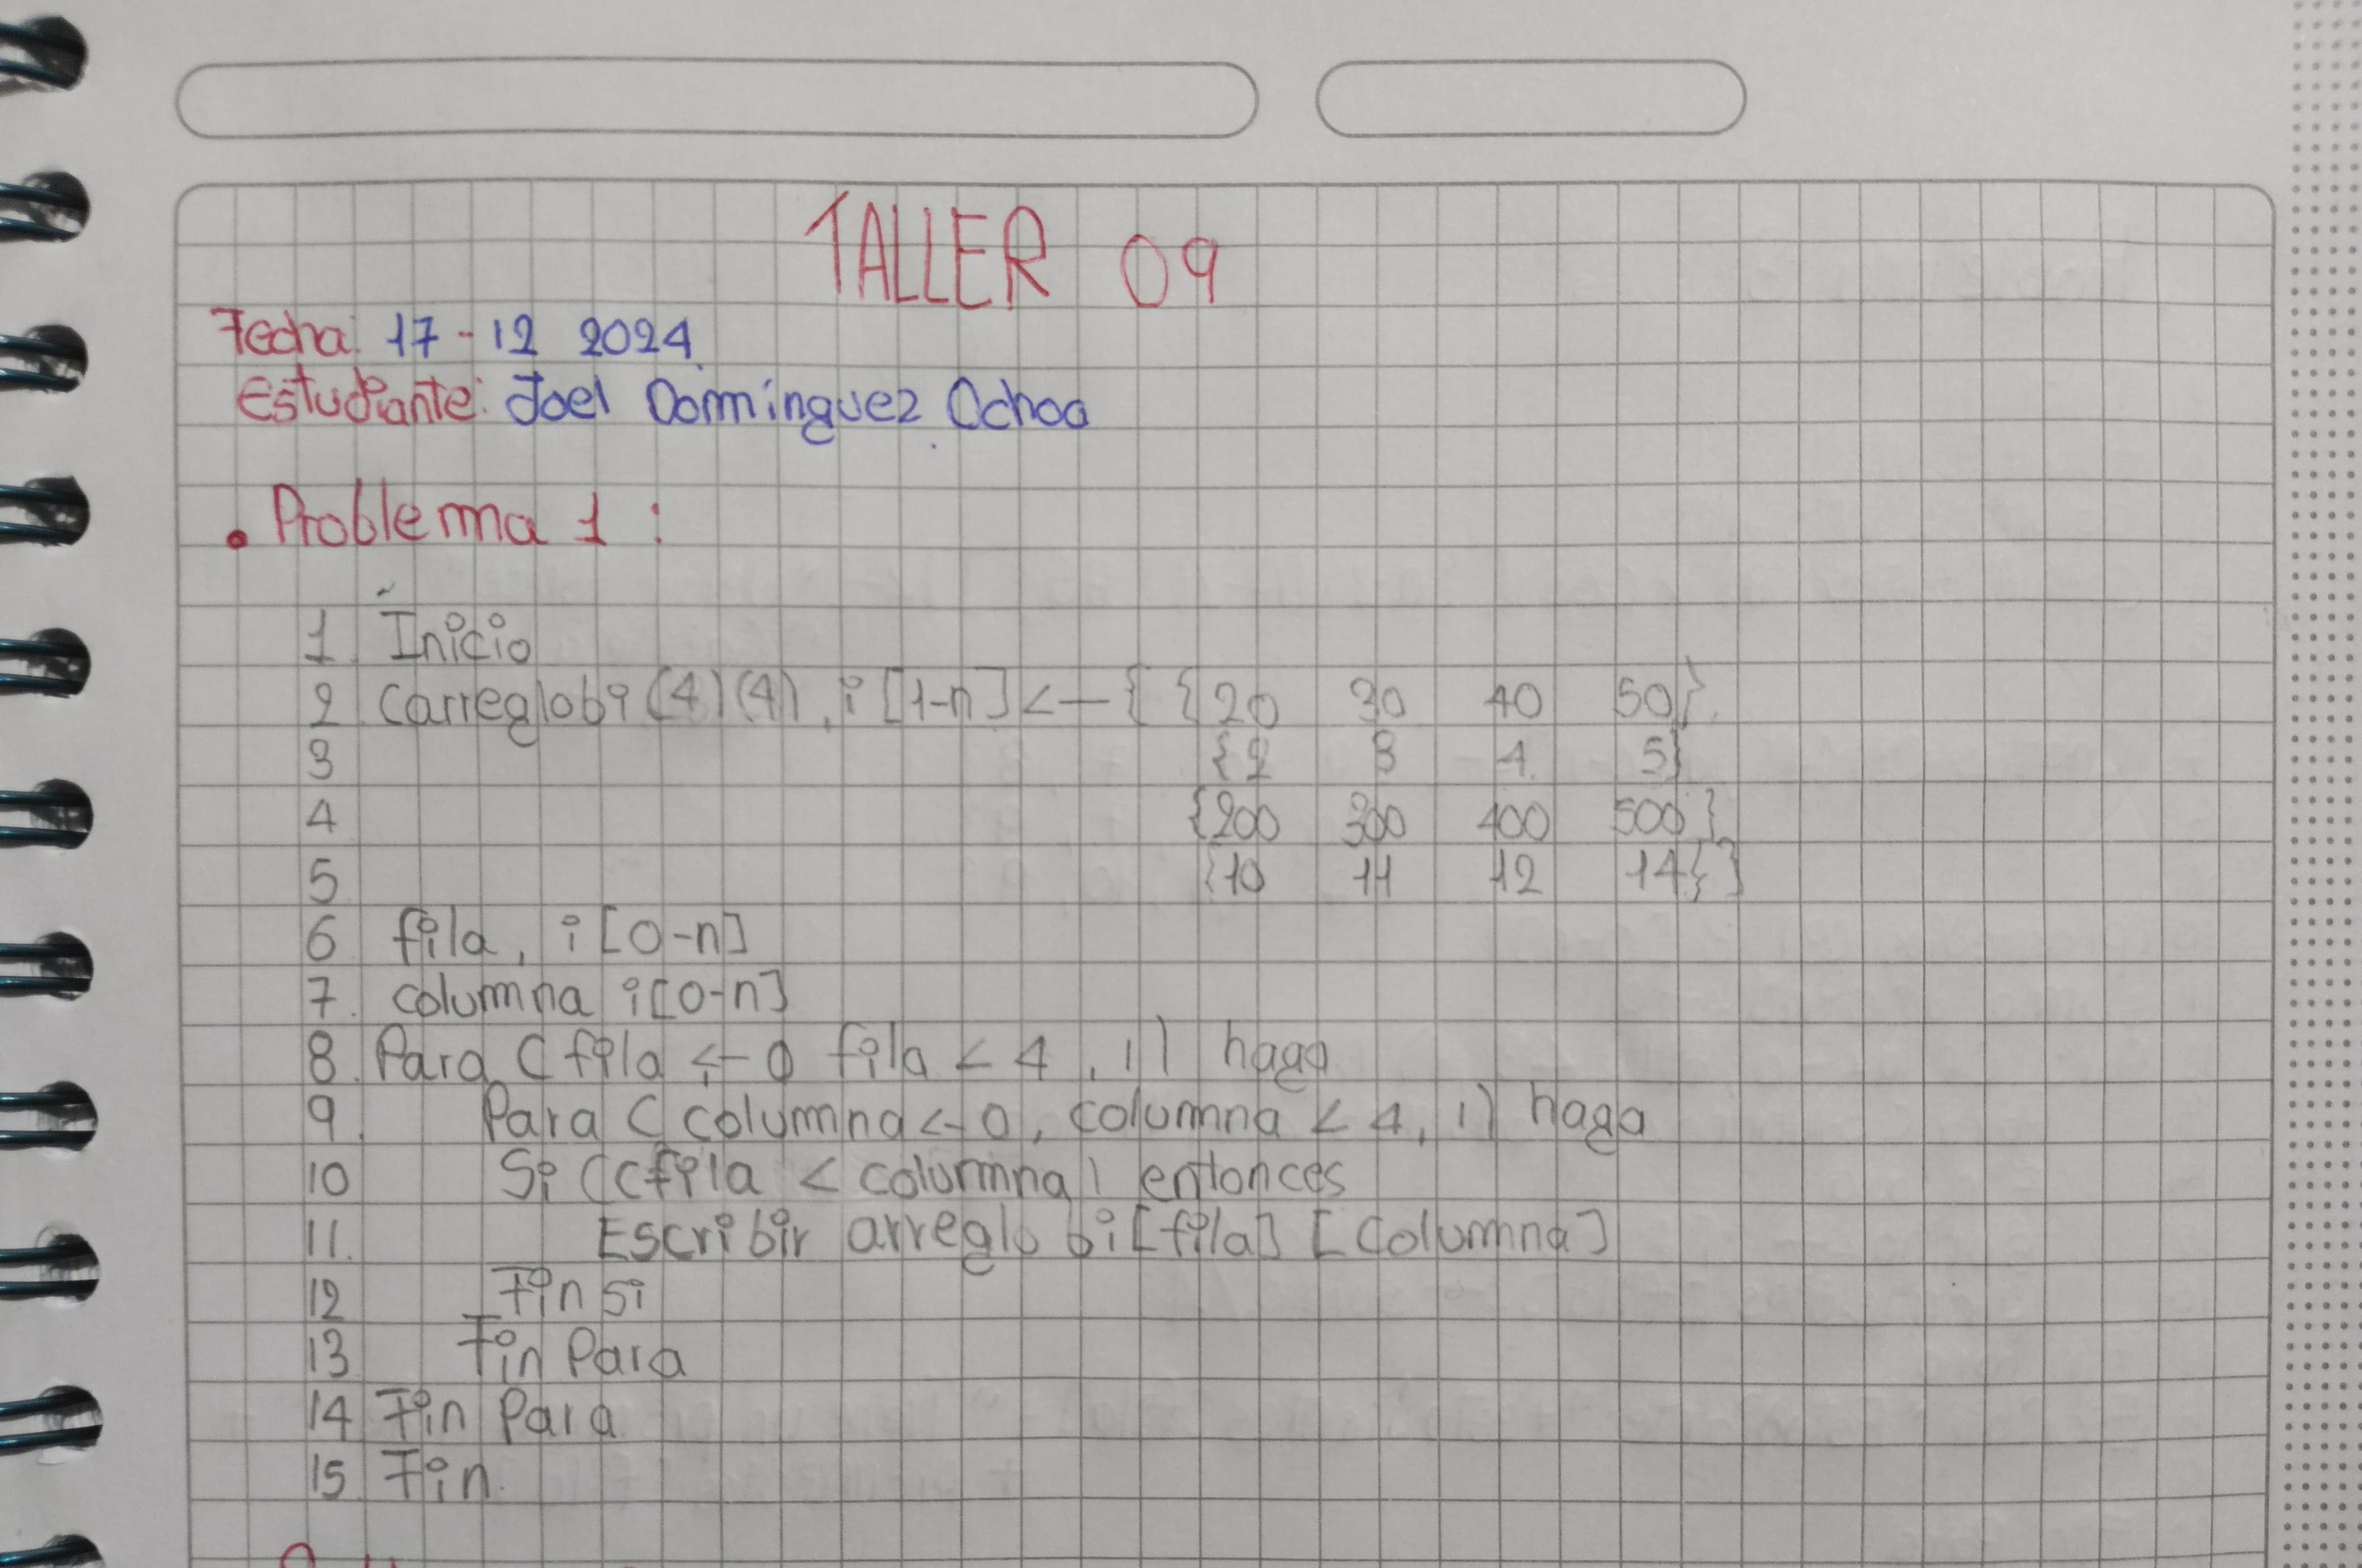 TALLER 09
Fecha: 17-12 2024
Estudiante: Joel Domínguez Ochoa
• Problema 1:
1. Inicio
2. Carreglobi (4)(4), i [1-n] <— { {20 30 40 50}.
3 {2 3 4 5}
4 {200 300 400 500}
5 {10 11 12 14} }
6 fila, i [0-n]
7. columna i[0-n]
8. Para (fila <- 0 fila < 4, 1) haga
9. Para (columna <- 0, columna < 4, 1) haga
10 Si (cfila < columna) entonces
11. Escribir arreglo bi[fila] [Columna]
12 Fin si
13 Fin Para
14 Fin Para
15 Fin.